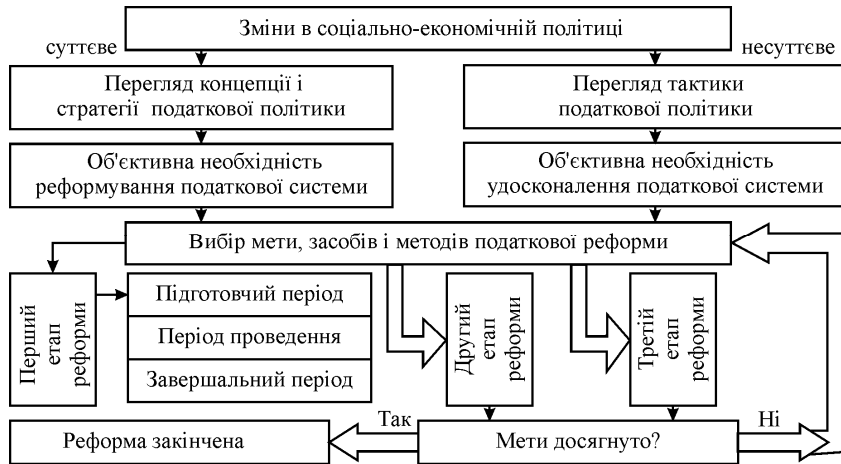 Зміни в соціально-економічній політиці
суттєве
несуттєве
Перегляд концепції і
стратегії податкової політики
Перегляд тактики
податкової політики
Об'єктивна необхідність
реформування податкової системи
Об'єктивна необхідність
удосконалення податкової системи
Вибір мети, засобів і методів податкової реформи
Перший
етап
реформи
Підготовчий період
Період проведення
Завершальний період
Другий
етап
реформи
Третій
етап
реформи
Так
Ні
Реформа закінчена
Мети досягнуто?